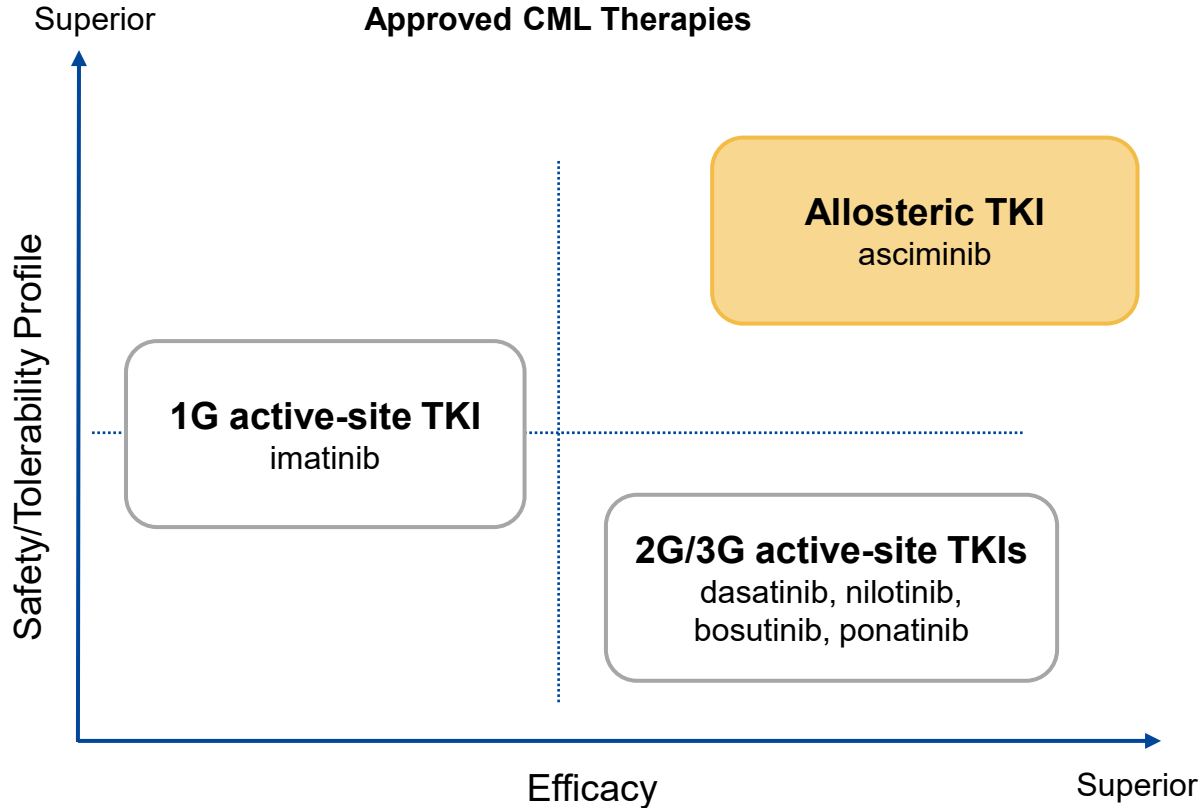 Superior
Approved CML Therapies
Safety/Tolerability Profile
Allosteric TKI
asciminib
1G active-site TKI
imatinib
2G/3G active-site TKIs
dasatinib, nilotinib,
bosutinib, ponatinib
Efficacy
Superior